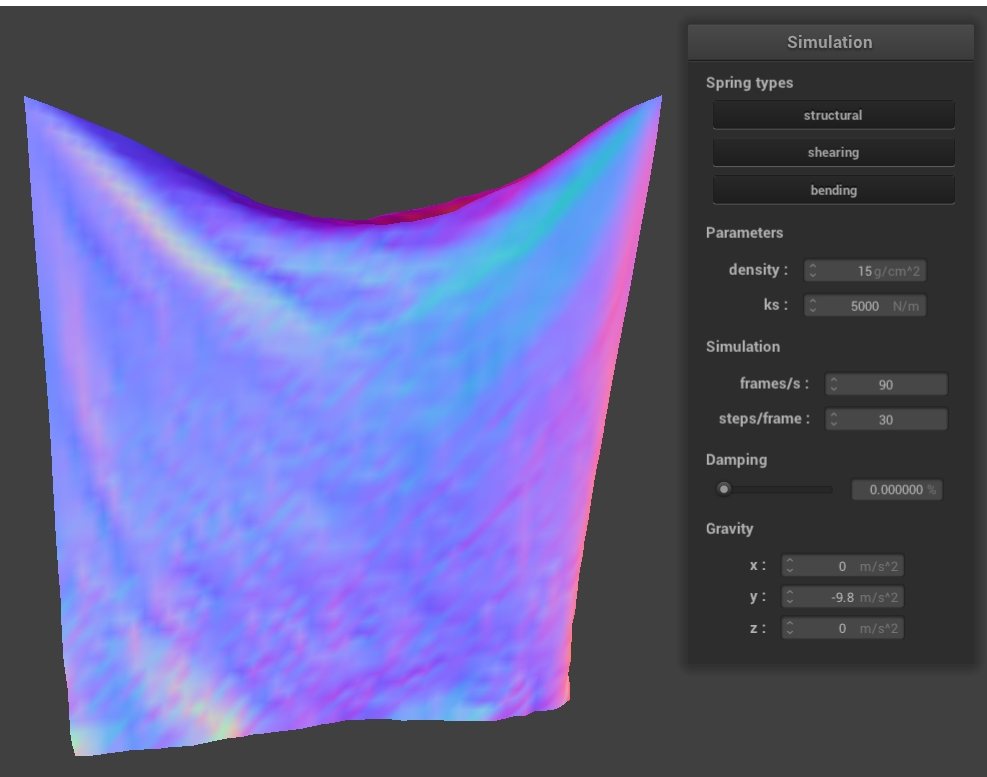 Simulation
Spring types
structural
shearing
bending
Parameters
density : 15 g/cm^2
ks : 5000 N/m
Simulation
frames/s : 90
steps/frame : 30
Damping
0.000000 %
Gravity
x : 0 m/s^2
y : -9.8 m/s^2
z : 0 m/s^2